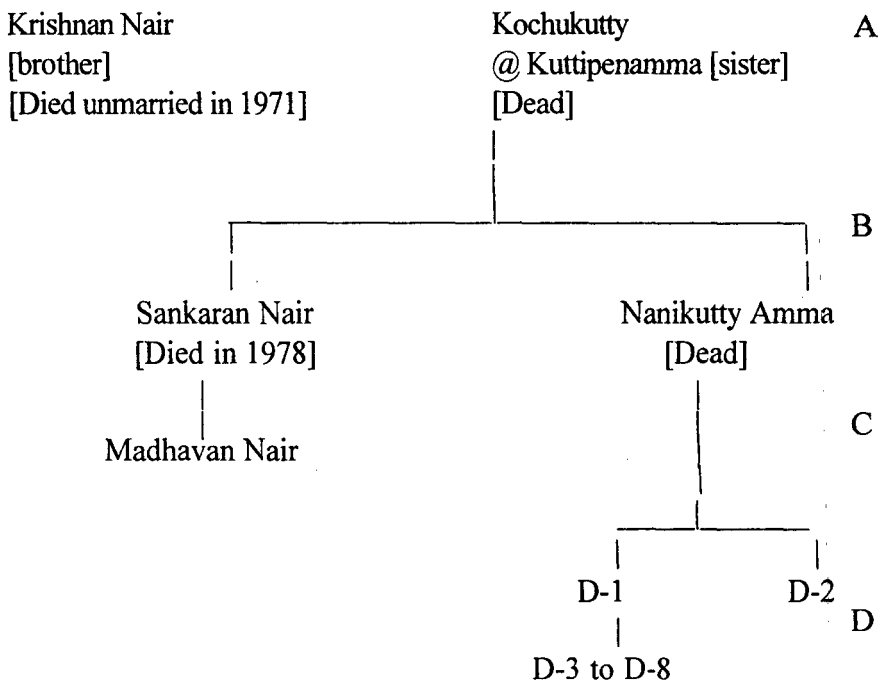 Krishnan Nair Kochukutty A
[brother] @ Kuttipenamma [sister]
[Died unmarried in 1971] [Dead]
B
Sankaran Nair Nanikutty Amma
[Died in 1978] [Dead]
C
Madhavan Nair
D-1 D-2
D
D-3 to D-8